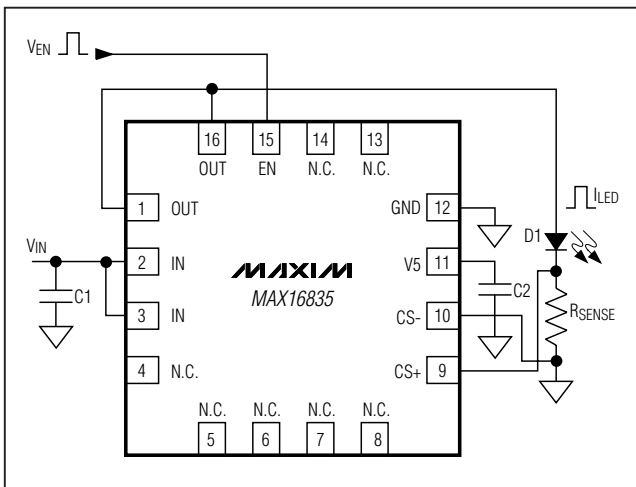 VEN
16 15 14 13
OUT EN N.C. N.C.
1 OUT
GND 12
ILED
D1
VIN
2 IN
V5 11
C1
MAXIM
MAX16835
C2
3 IN
CS- 10
RSENSE
4 N.C.
CS+ 9
N.C. N.C. N.C. N.C.
5 6 7 8